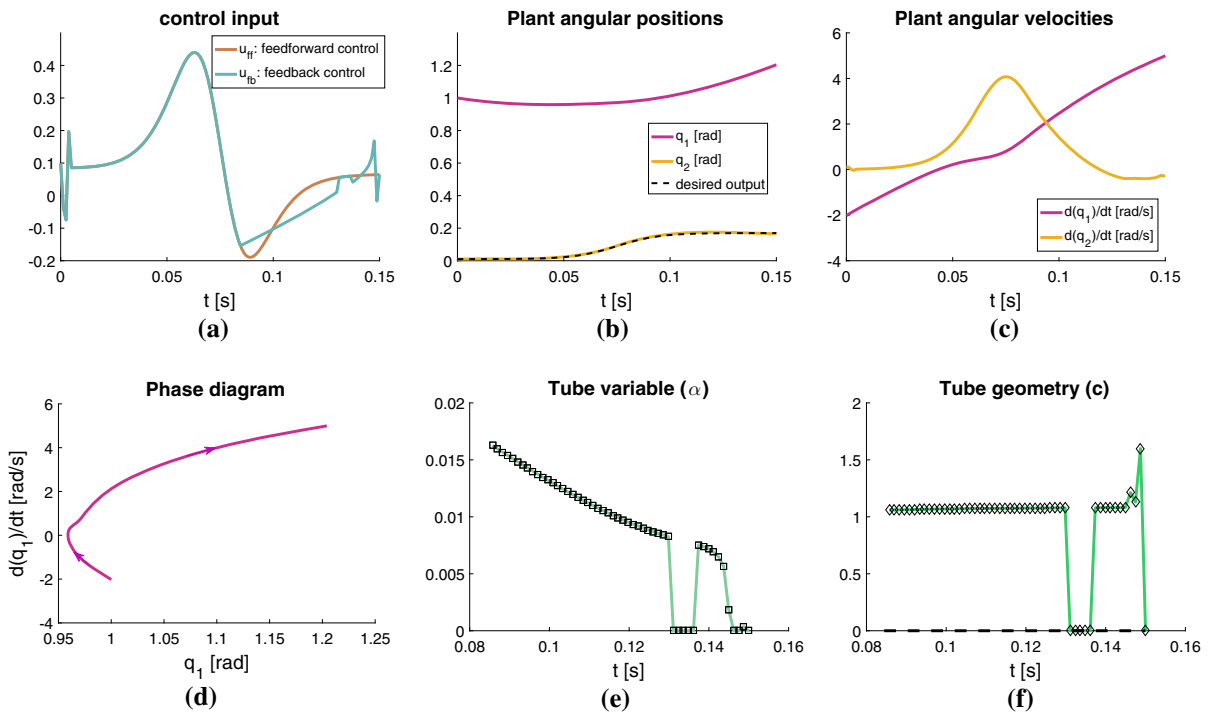 control input
u_ff: feedforward control
u_fb: feedback control
0.4
0.3
0.2
0.1
0
-0.1
-0.2
0
0.05
0.1
0.15
t [s]
(a)
Plant angular positions
1.2
1
0.8
0.6
0.4
0.2
0
q_1 [rad]
q_2 [rad]
desired output
0
0.05
0.1
0.15
t [s]
(b)
Plant angular velocities
6
4
2
0
-2
-4
d(q_1)/dt [rad/s]
d(q_2)/dt [rad/s]
0
0.05
0.1
0.15
t [s]
(c)
Phase diagram
d(q_1)/dt [rad/s]
6
4
2
0
-2
-4
0.95
1
1.05
1.1
1.15
1.2
1.25
q_1 [rad]
(d)
Tube variable (α)
0.02
0.015
0.01
0.005
0
0.08
0.1
0.12
0.14
0.16
t [s]
(e)
Tube geometry (c)
2
1.5
1
0.5
0
0.08
0.1
0.12
0.14
0.16
t [s]
(f)